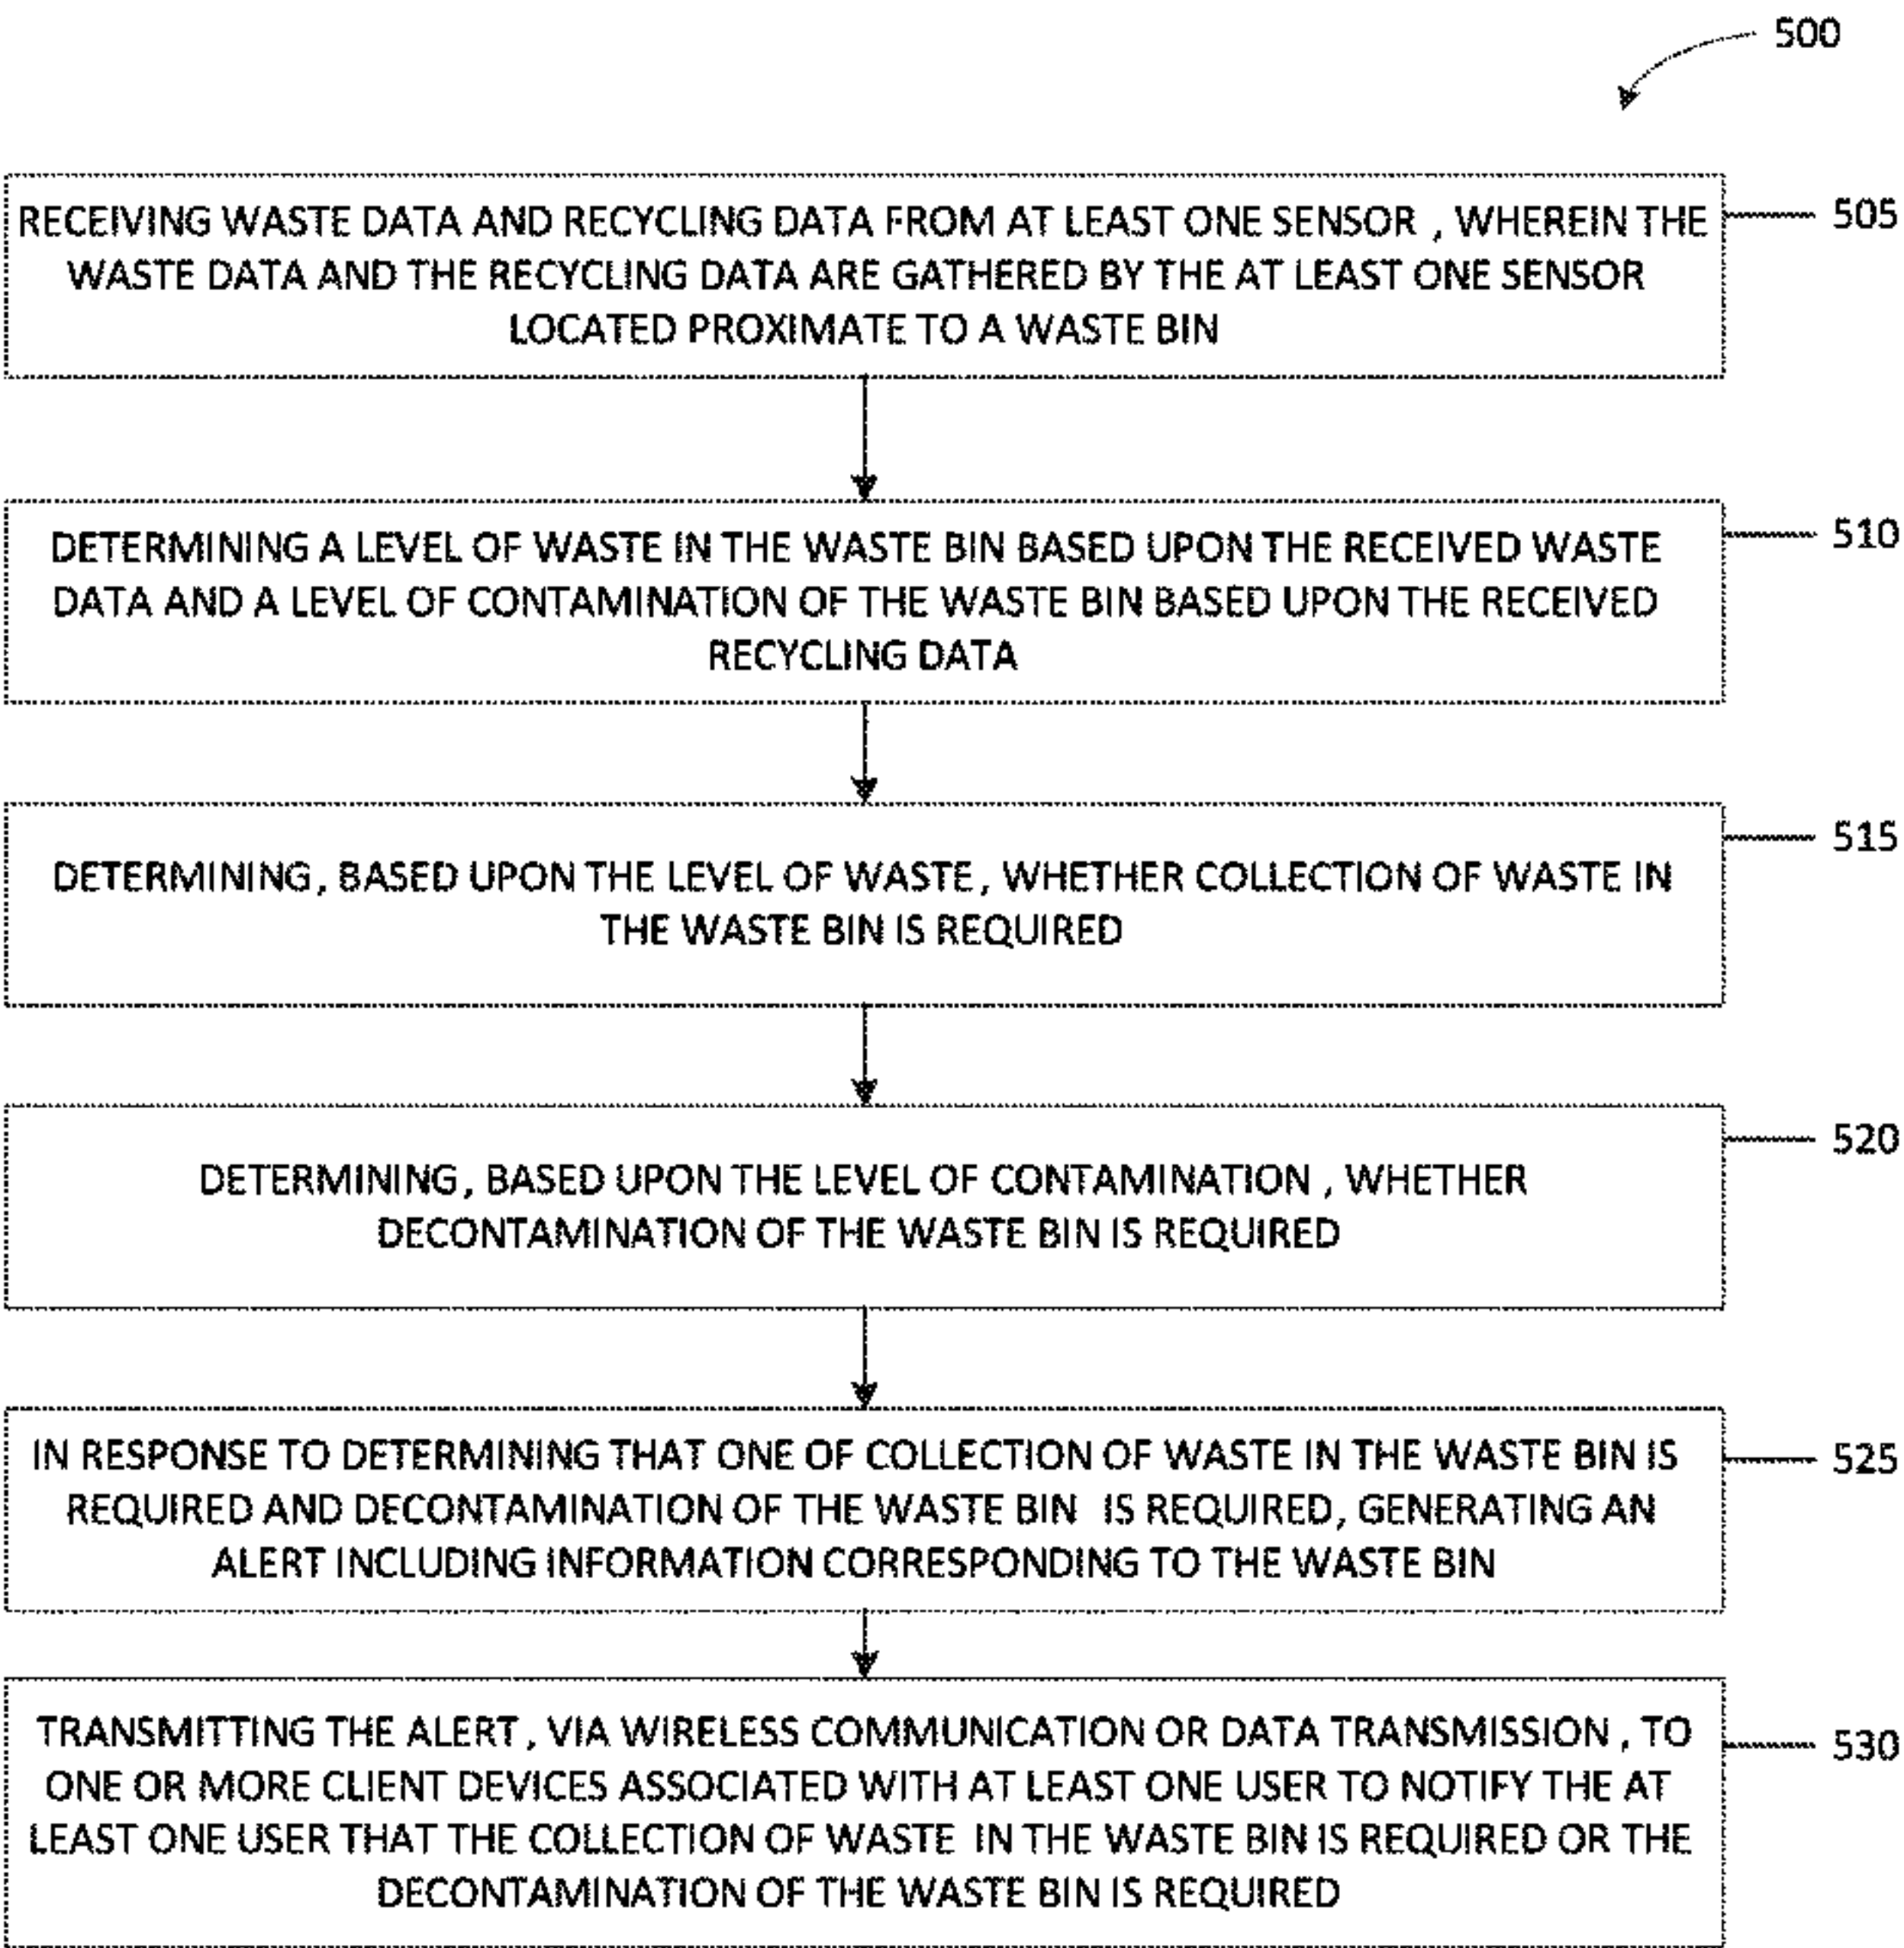 500
RECEIVING WASTE DATA AND RECYCLING DATA FROM AT LEAST ONE SENSOR , WHEREIN THE
WASTE DATA AND THE RECYCLING DATA ARE GATHERED BY THE AT LEAST ONE SENSOR
LOCATED PROXIMATE TO A WASTE BIN
505
DETERMINING A LEVEL OF WASTE IN THE WASTE BIN BASED UPON THE RECEIVED WASTE
DATA AND A LEVEL OF CONTAMINATION OF THE WASTE BIN BASED UPON THE RECEIVED
RECYCLING DATA
510
DETERMINING, BASED UPON THE LEVEL OF WASTE, WHETHER COLLECTION OF WASTE IN
THE WASTE BIN IS REQUIRED
515
DETERMINING, BASED UPON THE LEVEL OF CONTAMINATION , WHETHER
DECONTAMINATION OF THE WASTE BIN IS REQUIRED
520
IN RESPONSE TO DETERMINING THAT ONE OF COLLECTION OF WASTE IN THE WASTE BIN IS
REQUIRED AND DECONTAMINATION OF THE WASTE BIN IS REQUIRED, GENERATING AN
ALERT INCLUDING INFORMATION CORRESPONDING TO THE WASTE BIN
525
TRANSMITTING THE ALERT, VIA WIRELESS COMMUNICATION OR DATA TRANSMISSION , TO
ONE OR MORE CLIENT DEVICES ASSOCIATED WITH AT LEAST ONE USER TO NOTIFY THE AT
LEAST ONE USER THAT THE COLLECTION OF WASTE IN THE WASTE BIN IS REQUIRED OR THE
DECONTAMINATION OF THE WASTE BIN IS REQUIRED
530